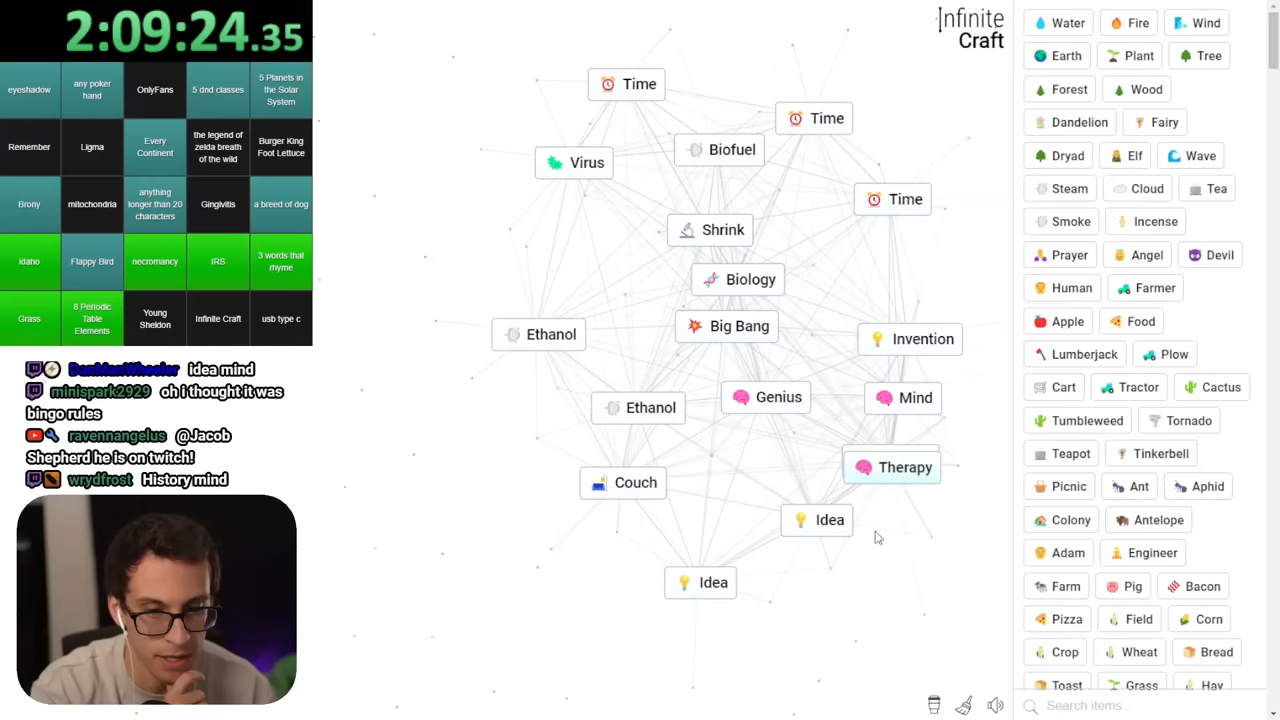 2:09:24.35
eyeshadow
any poker
hand
OnlyFans
5 dnd classes
5 Planets in
the Solar
System
Remember
Ligma
Every
Continent
the legend of
zelda breath
of the wild
Burger King
Foot Lettuce
Brony
mitochondria
anything
longer than 20
characters
Gingivitis
a breed of dog
idaho
Flappy Bird
necromancy
IRS
3 words that
rhyme
Grass
8 Periodic
Table
Elements
Young
Sheldon
Infinite Craft
usb type c
DanManWheeler idea mind
minispark2929 oh i thought it was
bingo rules
ravennangelus @Jacob
Shepherd he is on twitch!
wrydfrost History mind
Infinite
Craft
Time
Time
Biofuel
Virus
Time
Shrink
Biology
Big Bang
Ethanol
Invention
Genius
Mind
Ethanol
Therapy
Couch
Idea
Idea
Water Fire Wind
Earth Plant Tree
Forest Wood
Dandelion Fairy
Dryad Elf Wave
Steam Cloud Tea
Smoke Incense
Prayer Angel Devil
Human Farmer
Apple Food
Lumberjack Plow
Cart Tractor Cactus
Tumbleweed Tornado
Teapot Tinkerbell
Picnic Ant Aphid
Colony Antelope
Adam Engineer
Farm Pig Bacon
Pizza Field Corn
Crop Wheat Bread
Toast Grass Hay
Search items...